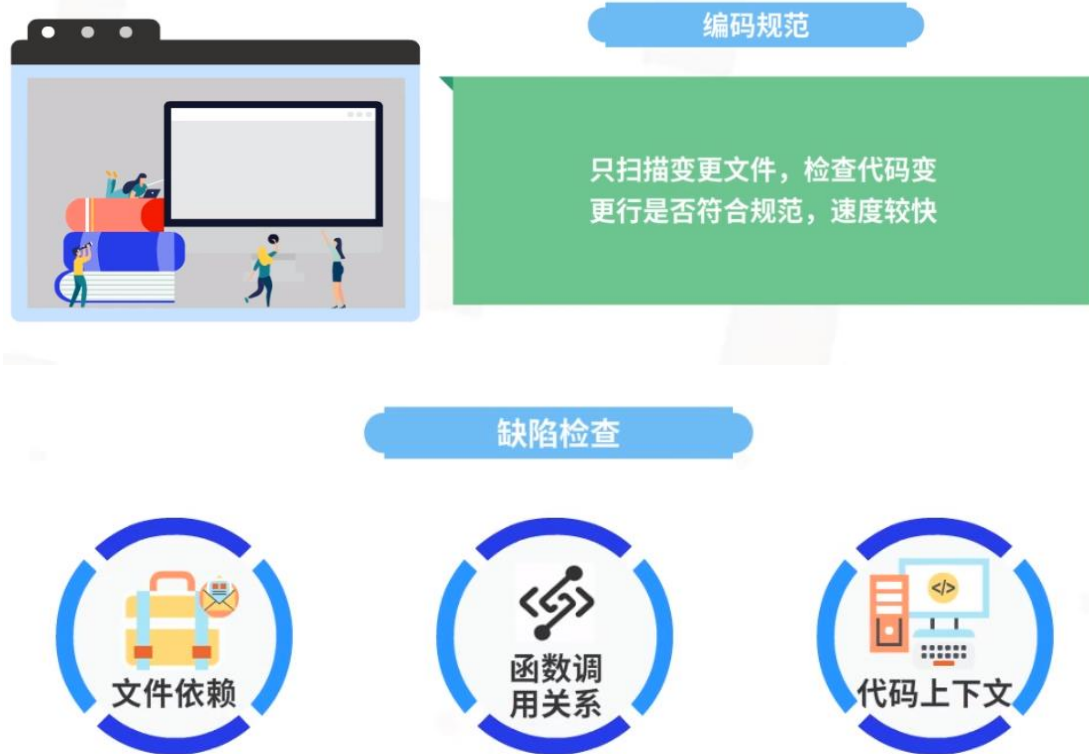 编码规范
只扫描变更文件，检查代码变
更行是否符合规范，速度较快
缺陷检查
文件依赖
函数调
用关系
代码上下文